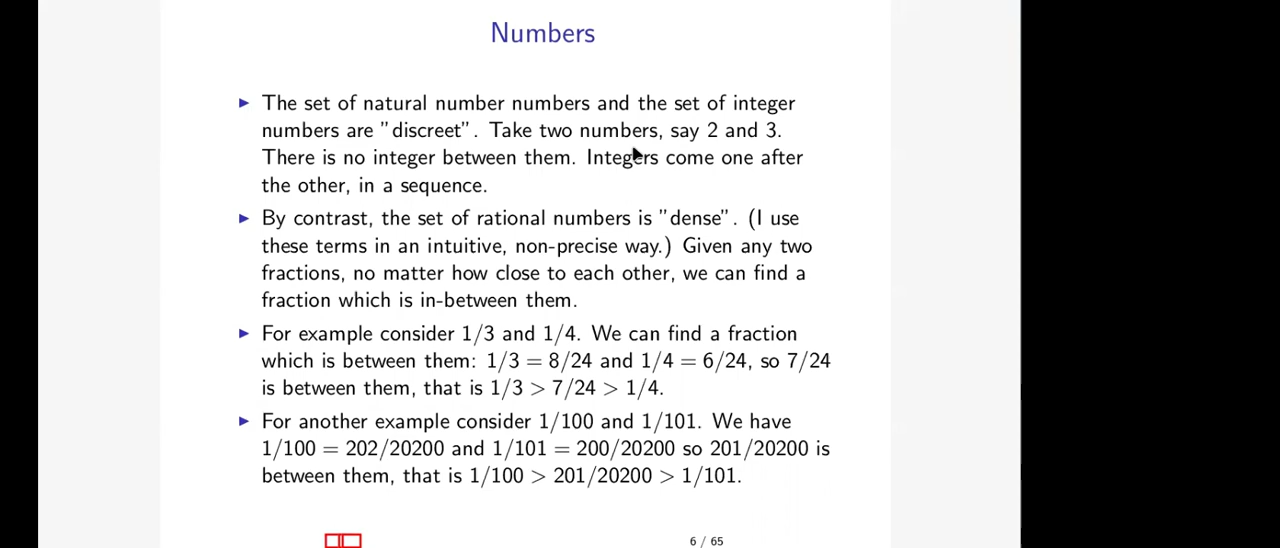 Numbers
▶ The set of natural number numbers and the set of integer
numbers are "discreet". Take two numbers, say 2 and 3.
There is no integer between them. Integers come one after
the other, in a sequence.
▶ By contrast, the set of rational numbers is "dense". (I use
these terms in an intuitive, non-precise way.) Given any two
fractions, no matter how close to each other, we can find a
fraction which is in-between them.
▶ For example consider 1/3 and 1/4. We can find a fraction
which is between them: 1/3 = 8/24 and 1/4 = 6/24, so 7/24
is between them, that is 1/3 > 7/24 > 1/4.
▶ For another example consider 1/100 and 1/101. We have
1/100 = 202/20200 and 1/101 = 200/20200 so 201/20200 is
between them, that is 1/100 > 201/20200 > 1/101.
6 / 65